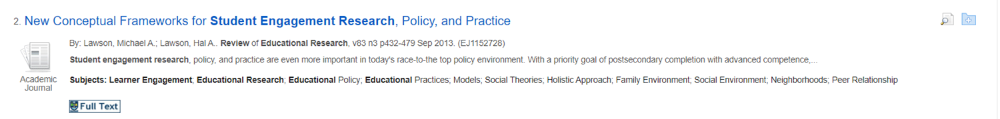 2. New Conceptual Frameworks for Student Engagement Research, Policy, and Practice
By: Lawson, Michael A.; Lawson, Hal A.. Review of Educational Research, v83 n3 p432-479 Sep 2013. (EJ1152728)
Student engagement research, policy, and practice are even more important in today's race-to-the top policy environment. With a priority goal of postsecondary completion with advanced competence,...
Academic
Journal
Subjects: Learner Engagement; Educational Research; Educational Policy; Educational Practices; Models; Social Theories; Holistic Approach; Family Environment; Social Environment; Neighborhoods; Peer Relationship
Full Text